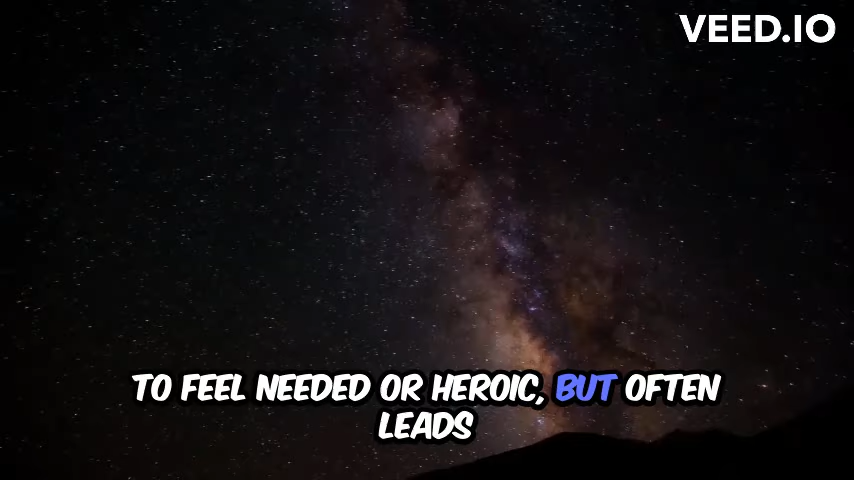 VEED.IO
TO FEEL NEEDED OR HEROIC, BUT OFTEN
LEADS